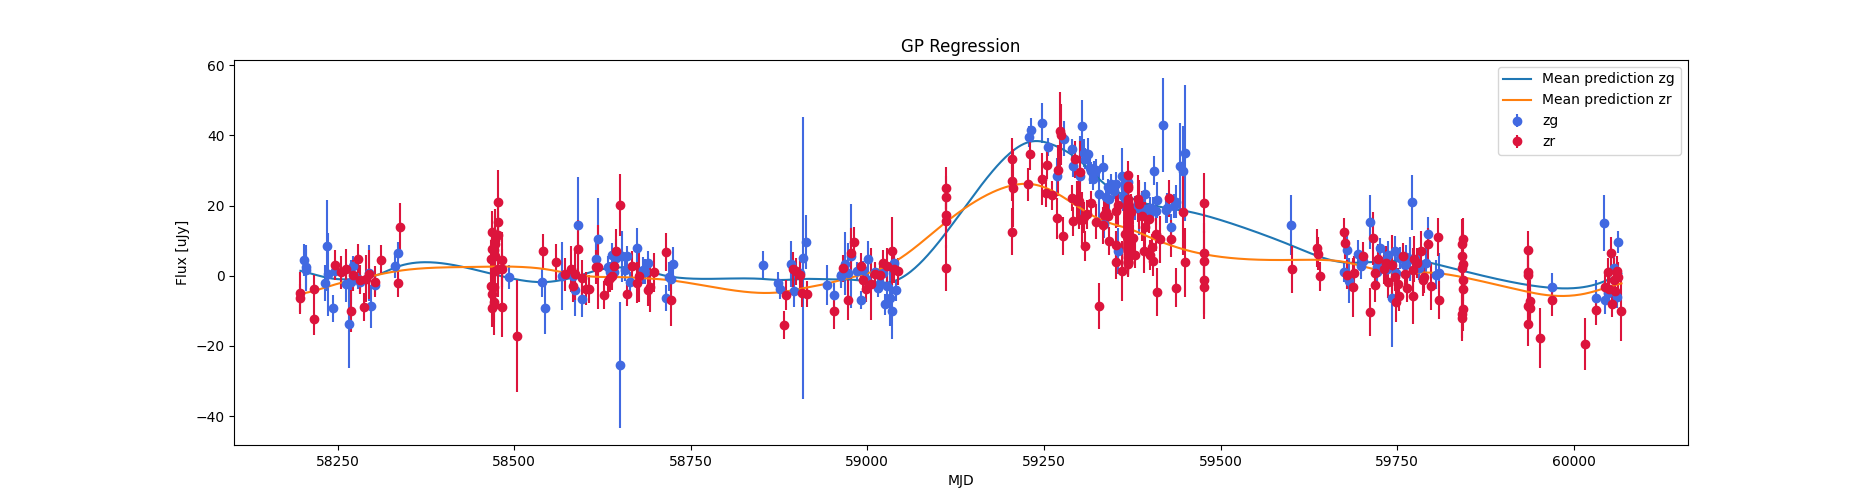 GP Regression
60
40
20
0
−20
−40
Flux [uJy]
58250
58500
58750
59000
59250
59500
59750
60000
MJD
Mean prediction zg
Mean prediction zr
zg
zr